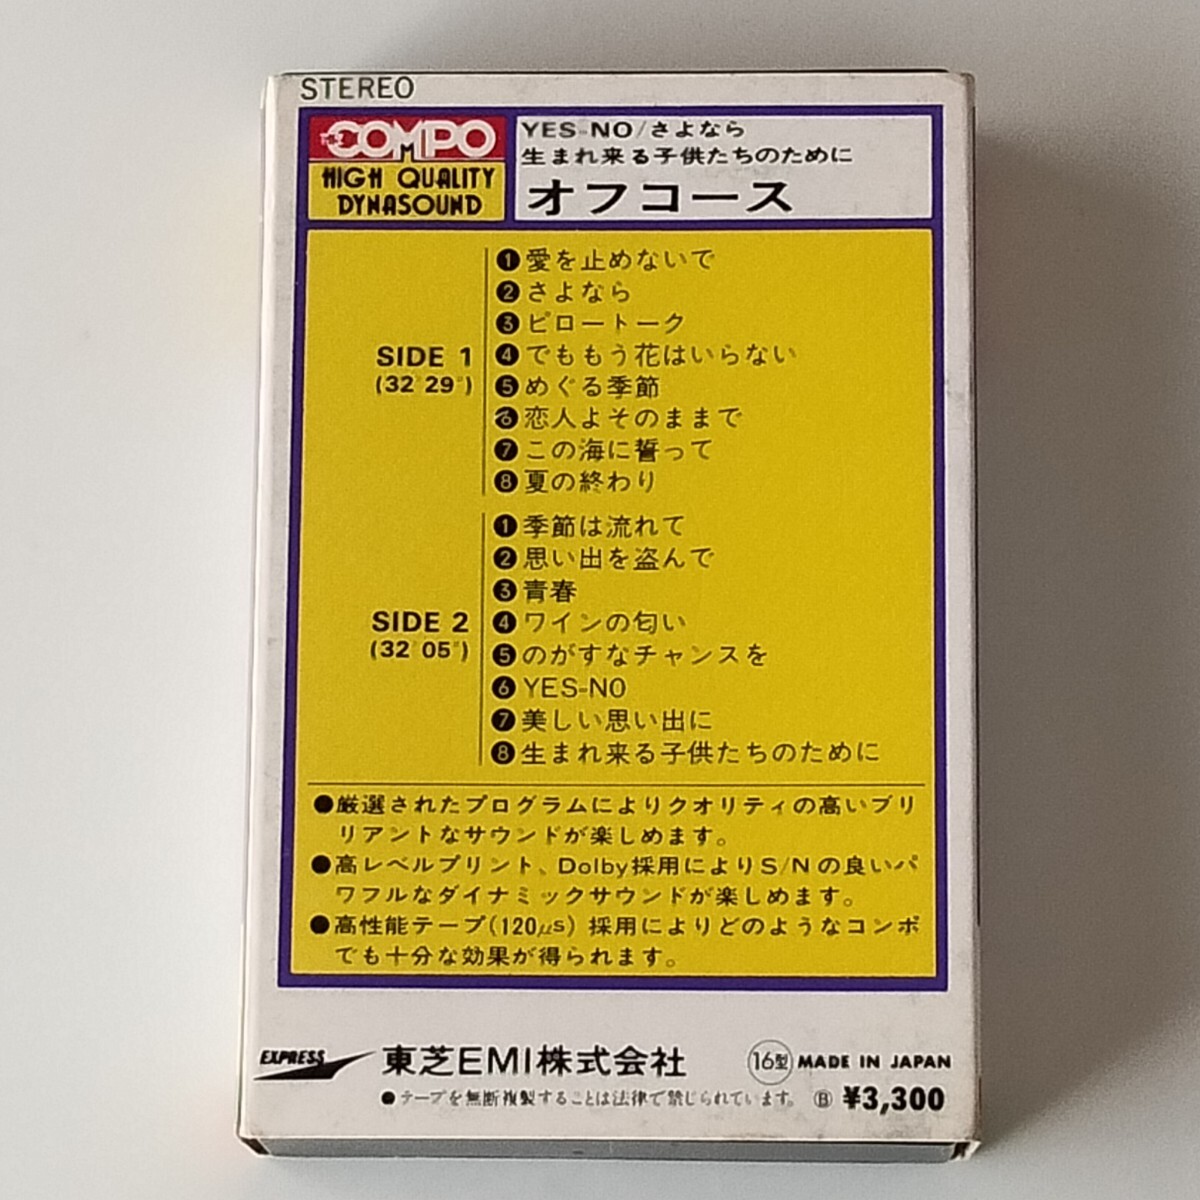 STEREO
COMPO
HIGH QUALITY
DYNASOUND
YES-NO/さよなら
生まれ来る子供たちのために
オフコース
SIDE 1
(32′29″)
❶愛を止めないで
❷さよなら
❸ピロートーク
❹でももう花はいらない
❺めぐる季節
❻恋人よそのままで
❼この海に誓って
❽夏の終わり
SIDE 2
(32′05″)
❶季節は流れて
❷思い出を盗んで
❸青春
❹ワインの匂い
❺のがすなチャンスを
❻YES-NO
❼美しい思い出に
❽生まれ来る子供たちのために
●厳選されたプログラムによりクオリティの高いブリ
リアントなサウンドが楽しめます。
●高レベルプリント、Dolby採用によりS/Nの良いパ
ワフルなダイナミックサウンドが楽しめます。
●高性能テープ(120μs)採用によりどのようなコンポ
でも十分な効果が得られます。
EXPRESS 東芝EMI株式会社 16型 MADE IN JAPAN
●テープを無断複製することは法律で禁じられています。 Ⓑ ¥3,300